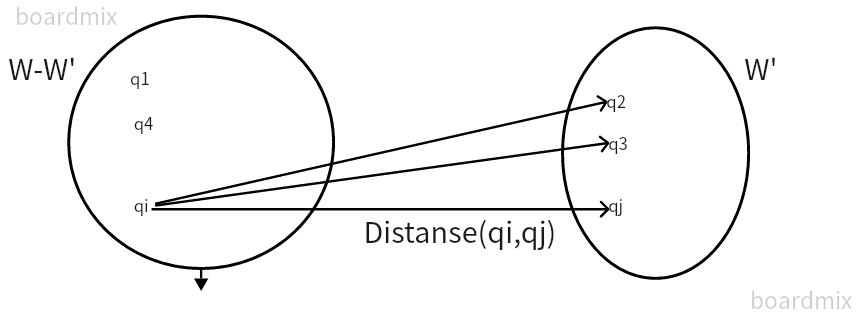 boardmix
W-W'
W'
q1
q2
q4
q3
qi
qj
Distanse(qi,qj)
boardmix